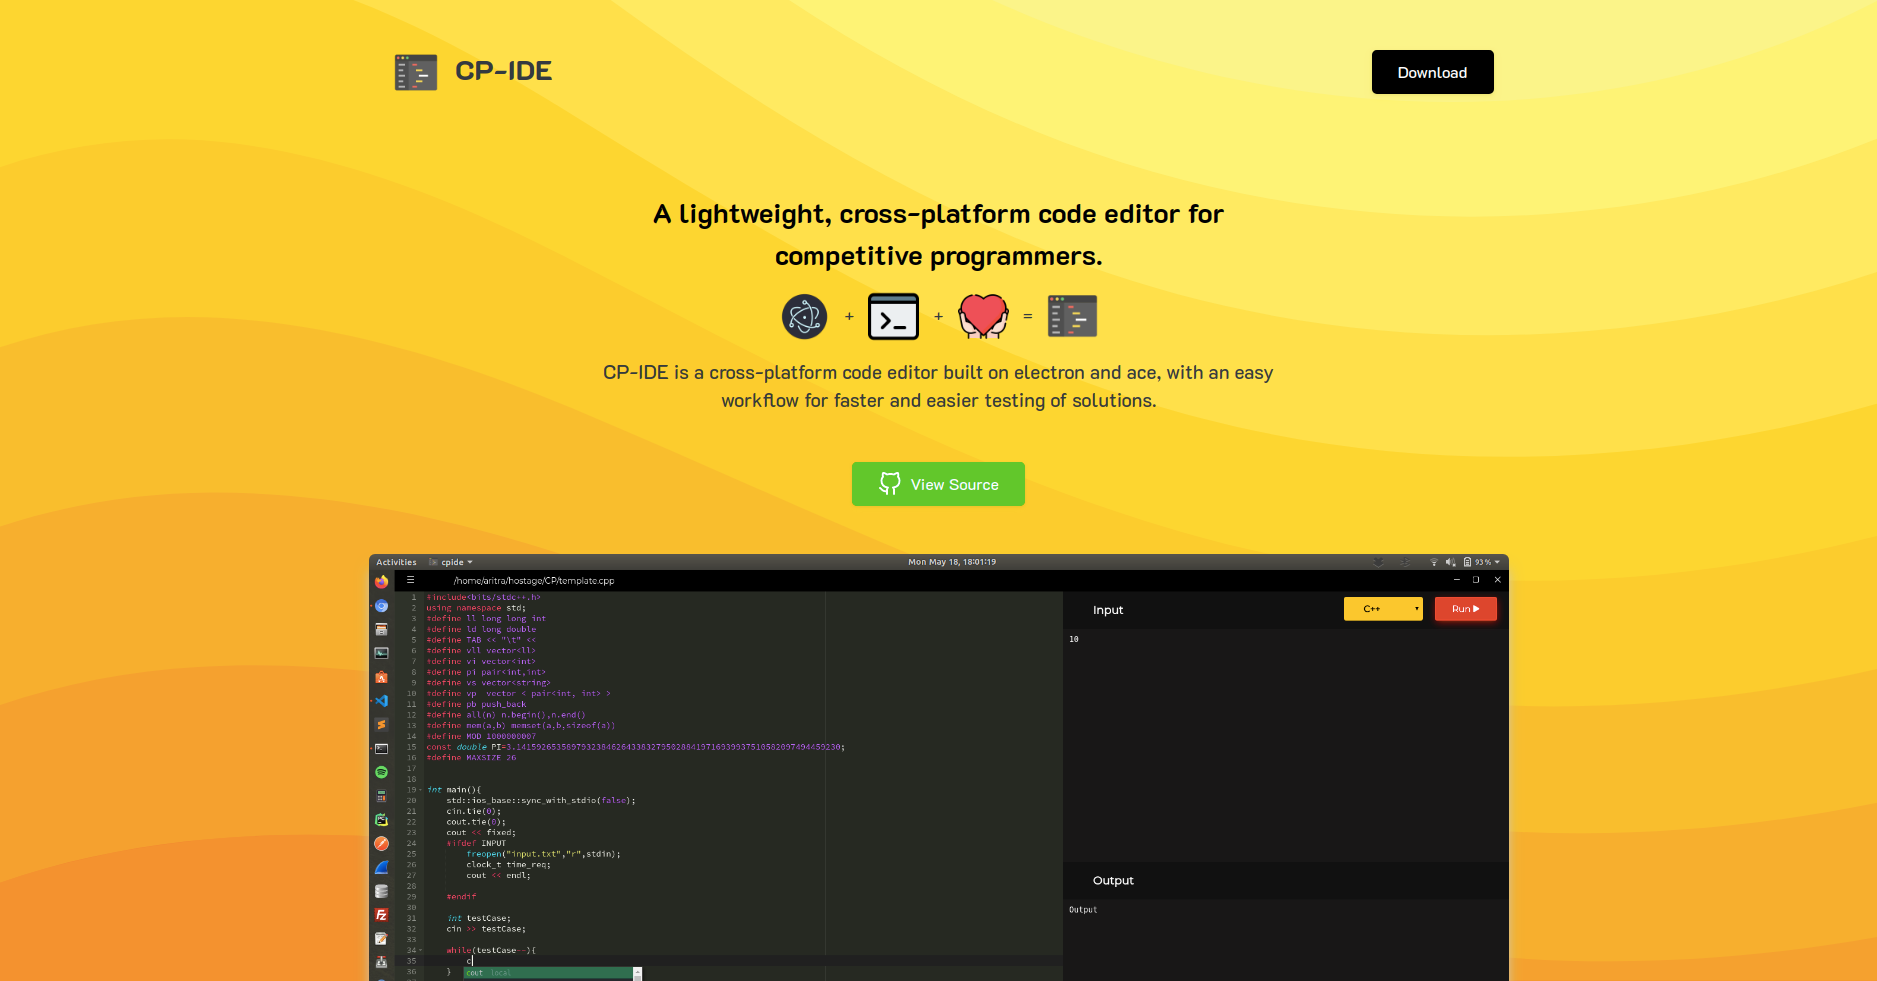 CP-IDE
Download
A lightweight, cross-platform code editor for
competitive programmers.
+ + =
CP-IDE is a cross-platform code editor built on electron and ace, with an easy
workflow for faster and easier testing of solutions.
View Source
Activities cpide Mon May 18, 18:01:19 93%
/home/aritra/hostage/CP/template.cpp
Input C++ Run
10
1 #include<bits/stdc++.h>
2 using namespace std;
3 #define ll long long int
4 #define ld long double
5 #define TAB << "\t" <<
6 #define vll vector<ll>
7 #define vi vector<int>
8 #define pi pair<int,int>
9 #define vs vector<string>
10 #define vp  vector < pair<int, int> >
11 #define pb push_back
12 #define all(n) n.begin(),n.end()
13 #define mem(a,b) memset(a,b,sizeof(a))
14 #define MOD 1000000007
15 const double PI=3.14159265358979323846264338327950288419716939937510582097494459230;
16 #define MAXSIZE 26
17
18
19 int main(){
20 std::ios_base::sync_with_stdio(false);
21 cin.tie(0);
22 cout.tie(0);
23 cout << fixed;
24 #ifdef INPUT
25 freopen("input.txt","r",stdin);
26 clock_t time_req;
27 cout << endl;
28
29 #endif
30
31 int testCase;
32 cin >> testCase;
33
34 while(testCase--){
35 c
36 } cout local
Output
Output